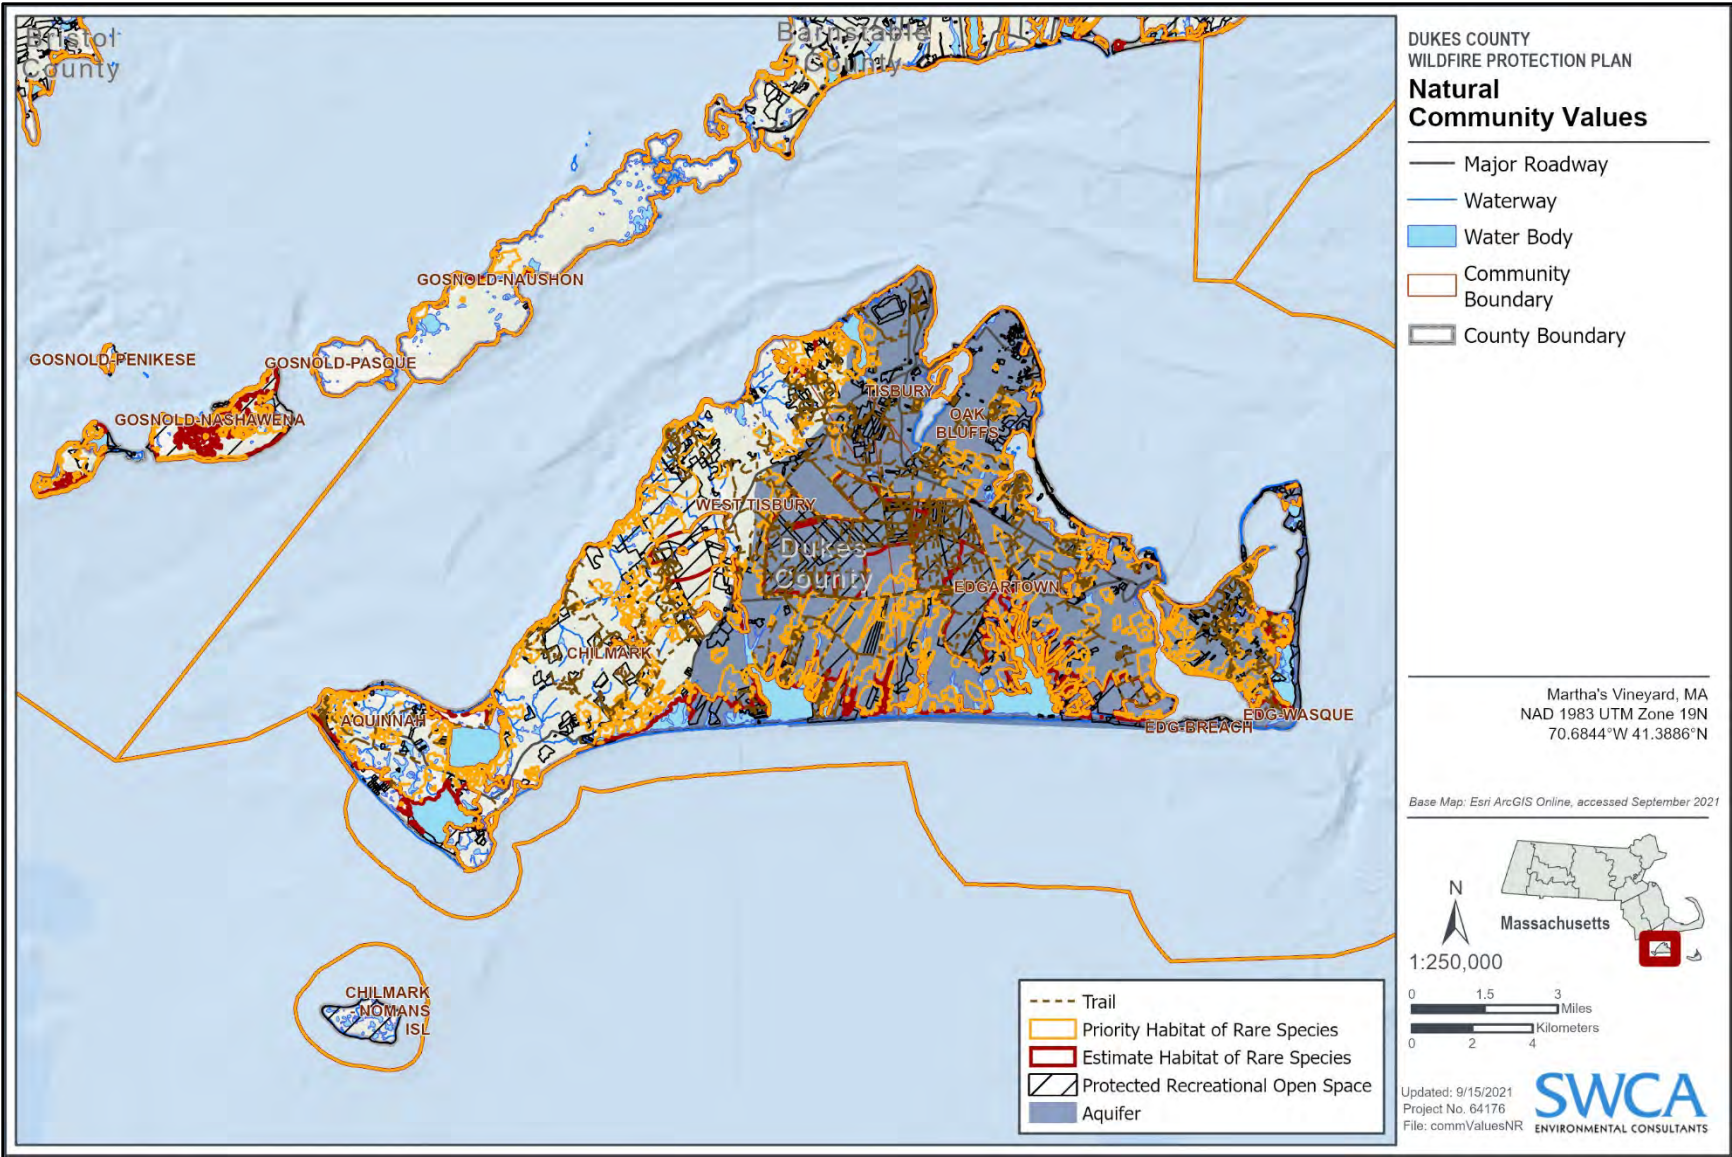 Bristol
County
Barnstable
County
GOSNOLD-NAUSHON
GOSNOLD-PENIKESE
GOSNOLD-PASQUE
GOSNOLD-NASHAWENA
TISBURY
OAK
BLUFFS
WEST TISBURY
Dukes
County
EDGARTOWN
CHILMARK
AQUINNAH
EDG-WASQUE
EDG-BREACH
CHILMARK
- NOMANS
ISL
Trail
Priority Habitat of Rare Species
Estimate Habitat of Rare Species
Protected Recreational Open Space
Aquifer
DUKES COUNTY
WILDFIRE PROTECTION PLAN
Natural
Community Values
Major Roadway
Waterway
Water Body
Community
Boundary
County Boundary
Martha's Vineyard, MA
NAD 1983 UTM Zone 19N
70.6844°W 41.3886°N
Base Map: Esri ArcGIS Online, accessed September 2021
N
Massachusetts
1:250,000
0 1.5 3
Miles
Kilometers
0 2 4
Updated: 9/15/2021
Project No. 64176
File: commValuesNR
SWCA
ENVIRONMENTAL CONSULTANTS